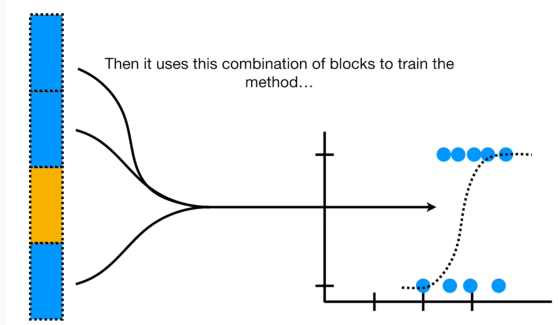 Then it uses this combination of blocks to train the
method…